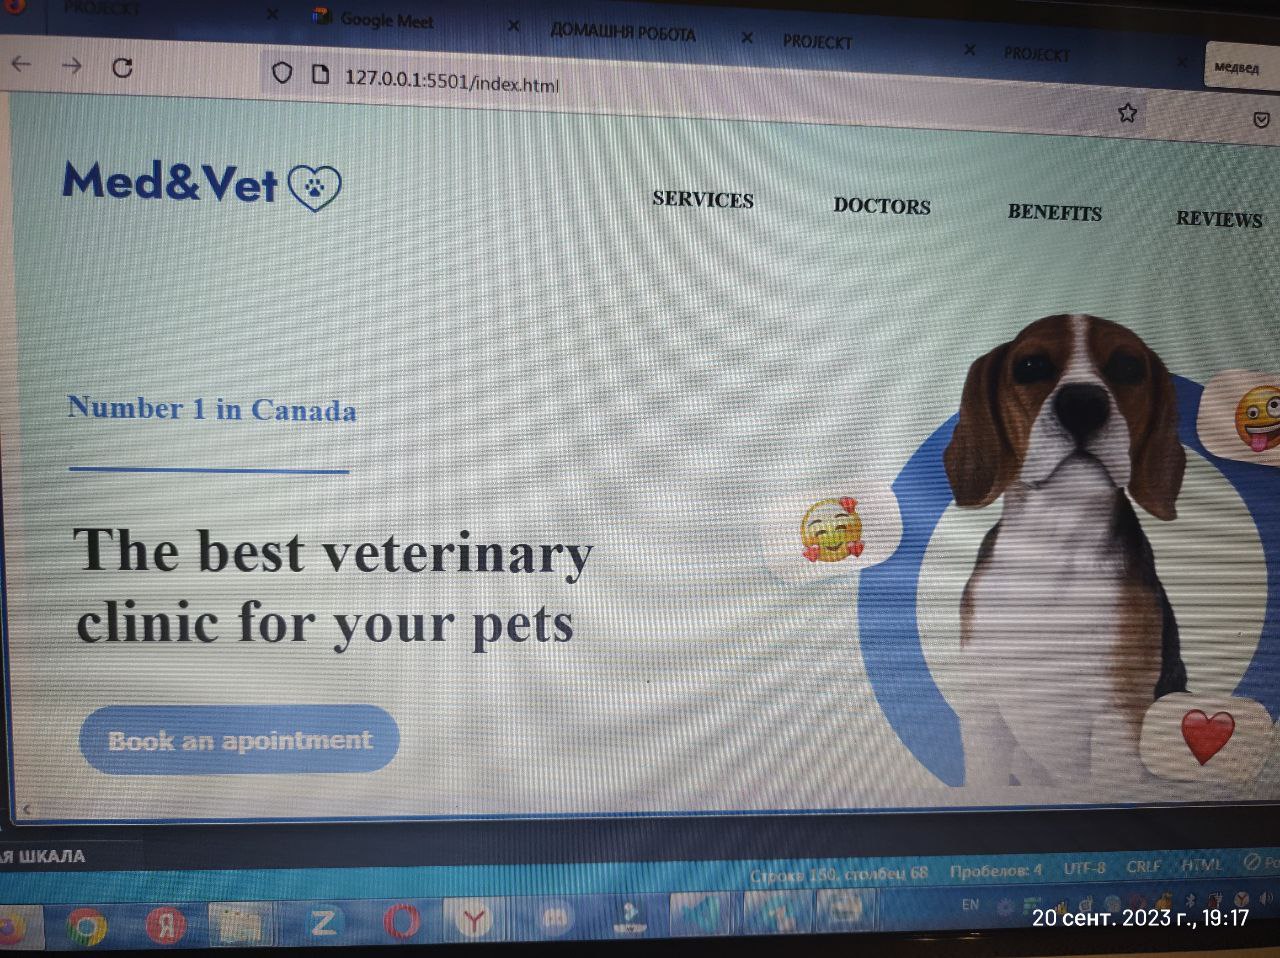 PROJECKT
Google Meet
ДОМАШНЯ РОБОТА
PROJECKT
PROJECKT
медвед
127.0.0.1:5501/index.html
Med&Vet
SERVICES
DOCTORS
BENEFITS
REVIEWS
Number 1 in Canada
The best veterinary
clinic for your pets
Book an apointment
АЯ ШКАЛА
Строка 150, столбец 68
Пробелов: 4
UTF-8
CRLF
HTML
EN
20 сент. 2023 г., 19:17